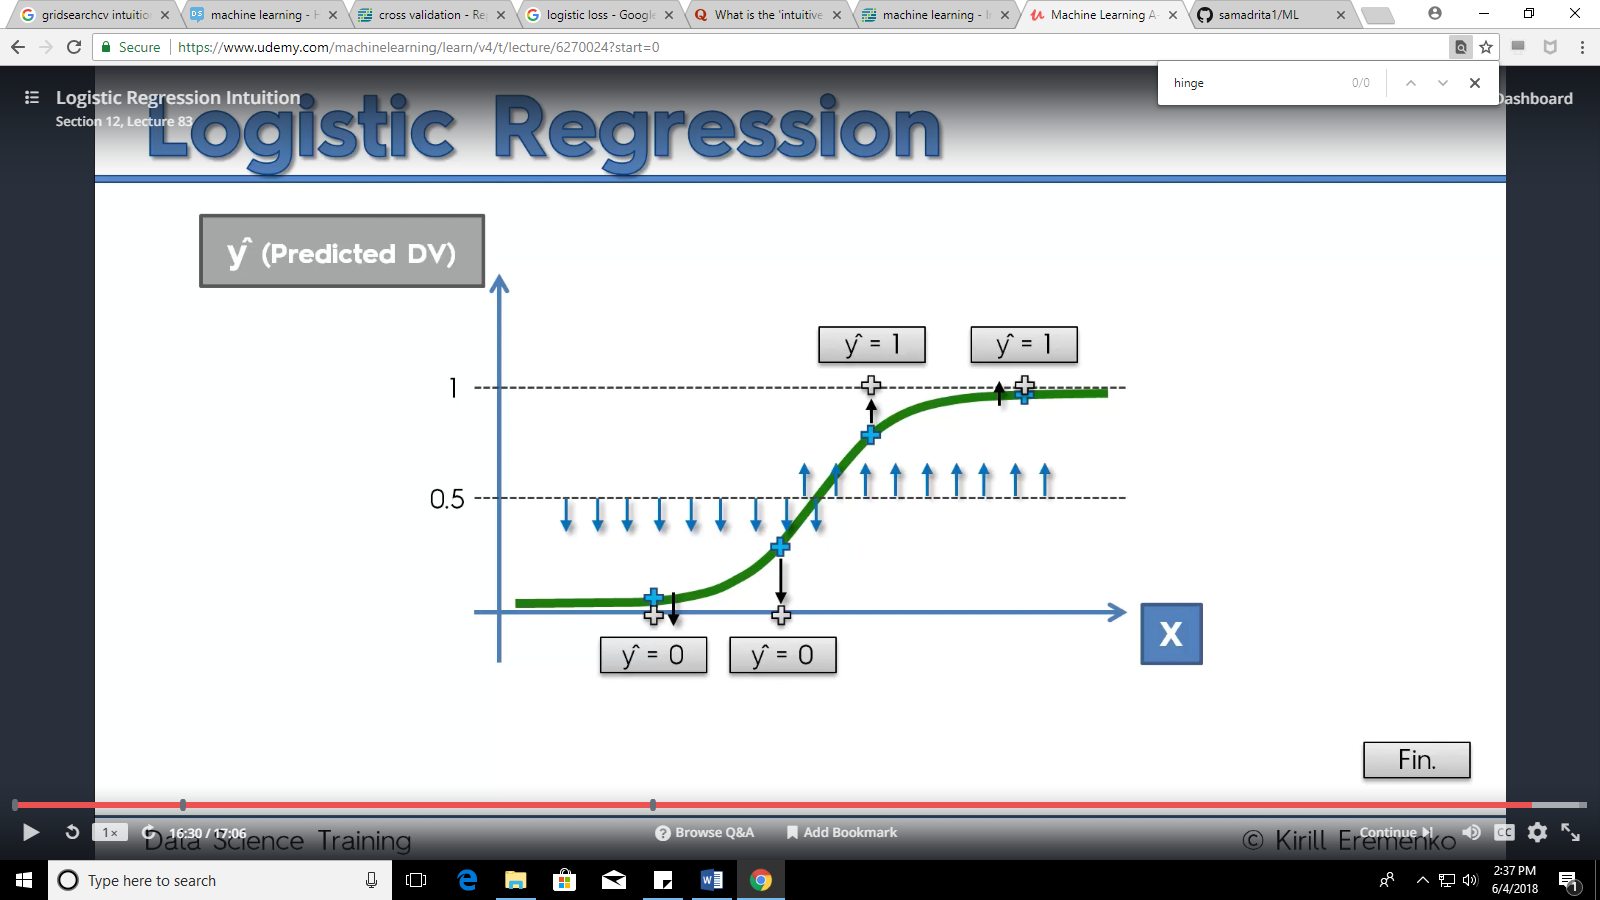 gridsearchcv intuitio
machine learning - H
cross validation - Re
logistic loss - Google
What is the 'intuitive
machine learning - I
Machine Learning A-
samadrita1/ML
Secure
https://www.udemy.com/machinelearning/learn/v4/t/lecture/6270024?start=0
hinge
0/0
Logistic Regression Intuition
Section 12, Lecture 83
Dashboard
Logistic Regression
ŷ (Predicted DV)
ŷ = 1
ŷ = 1
1
0.5
X
ŷ = 0
ŷ = 0
Fin.
1×
16:30 / 17:06
Browse Q&A
Add Bookmark
Continue
CC
Data Science Training
© Kirill Eremenko
Type here to search
2:37 PM
6/4/2018
1